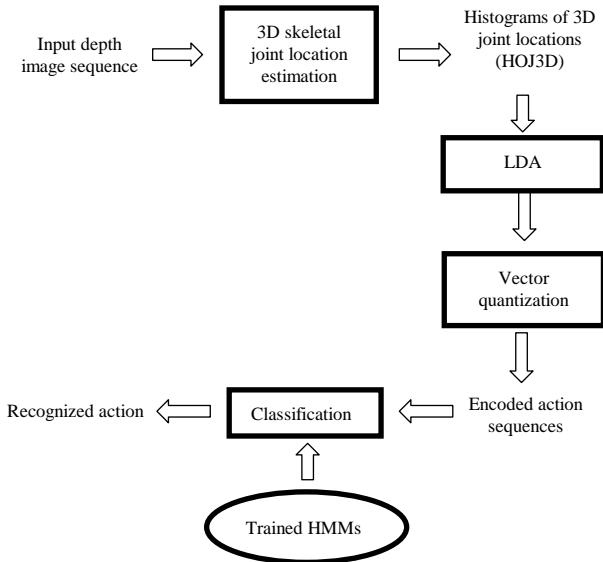 Input depth
image sequence
3D skeletal
joint location
estimation
Histograms of 3D
joint locations
(HOJ3D)
LDA
Vector
quantization
Encoded action
sequences
Classification
Recognized action
Trained HMMs